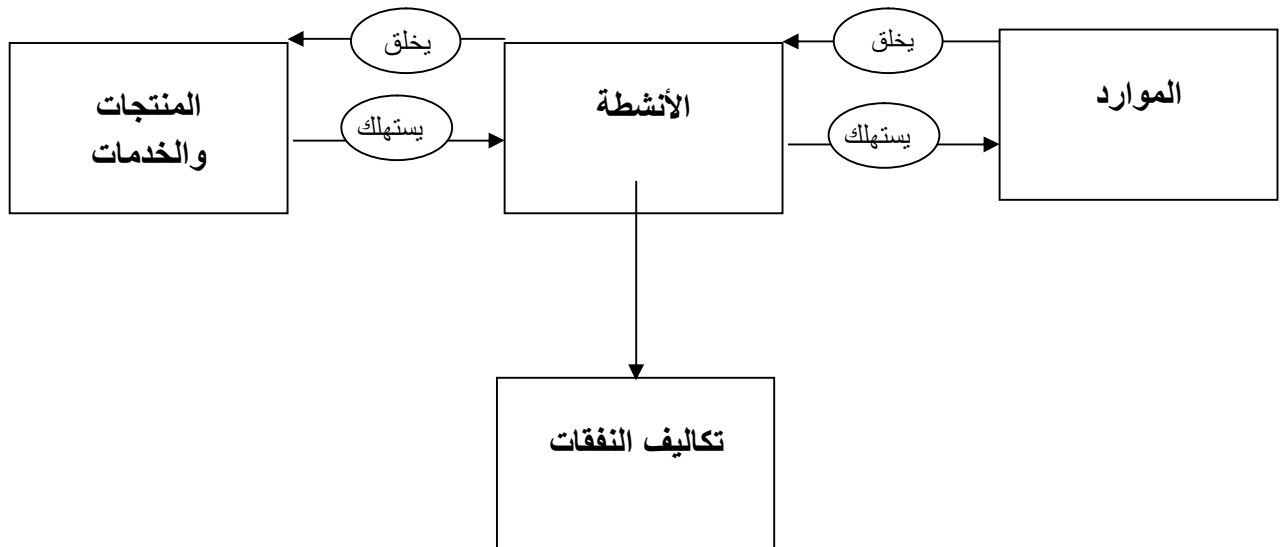 يخلق
يخلق
الموارد
الأنشطة
المنتجات
والخدمات
يستهلك
يستهلك
تكاليف النفقات